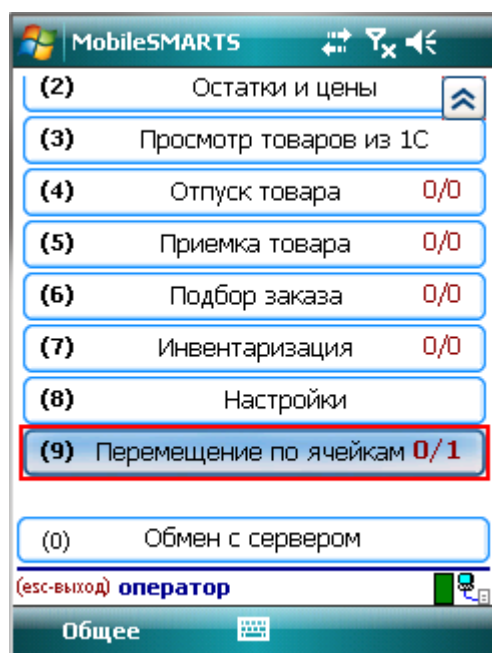 MobileSMARTS
(2) Остатки и цены
(3) Просмотр товаров из 1С
(4) Отпуск товара 0/0
(5) Приемка товара 0/0
(6) Подбор заказа 0/0
(7) Инвентаризация 0/0
(8) Настройки
(9) Перемещение по ячейкам 0/1
(0) Обмен с сервером
(esc-выход) оператор
Общее